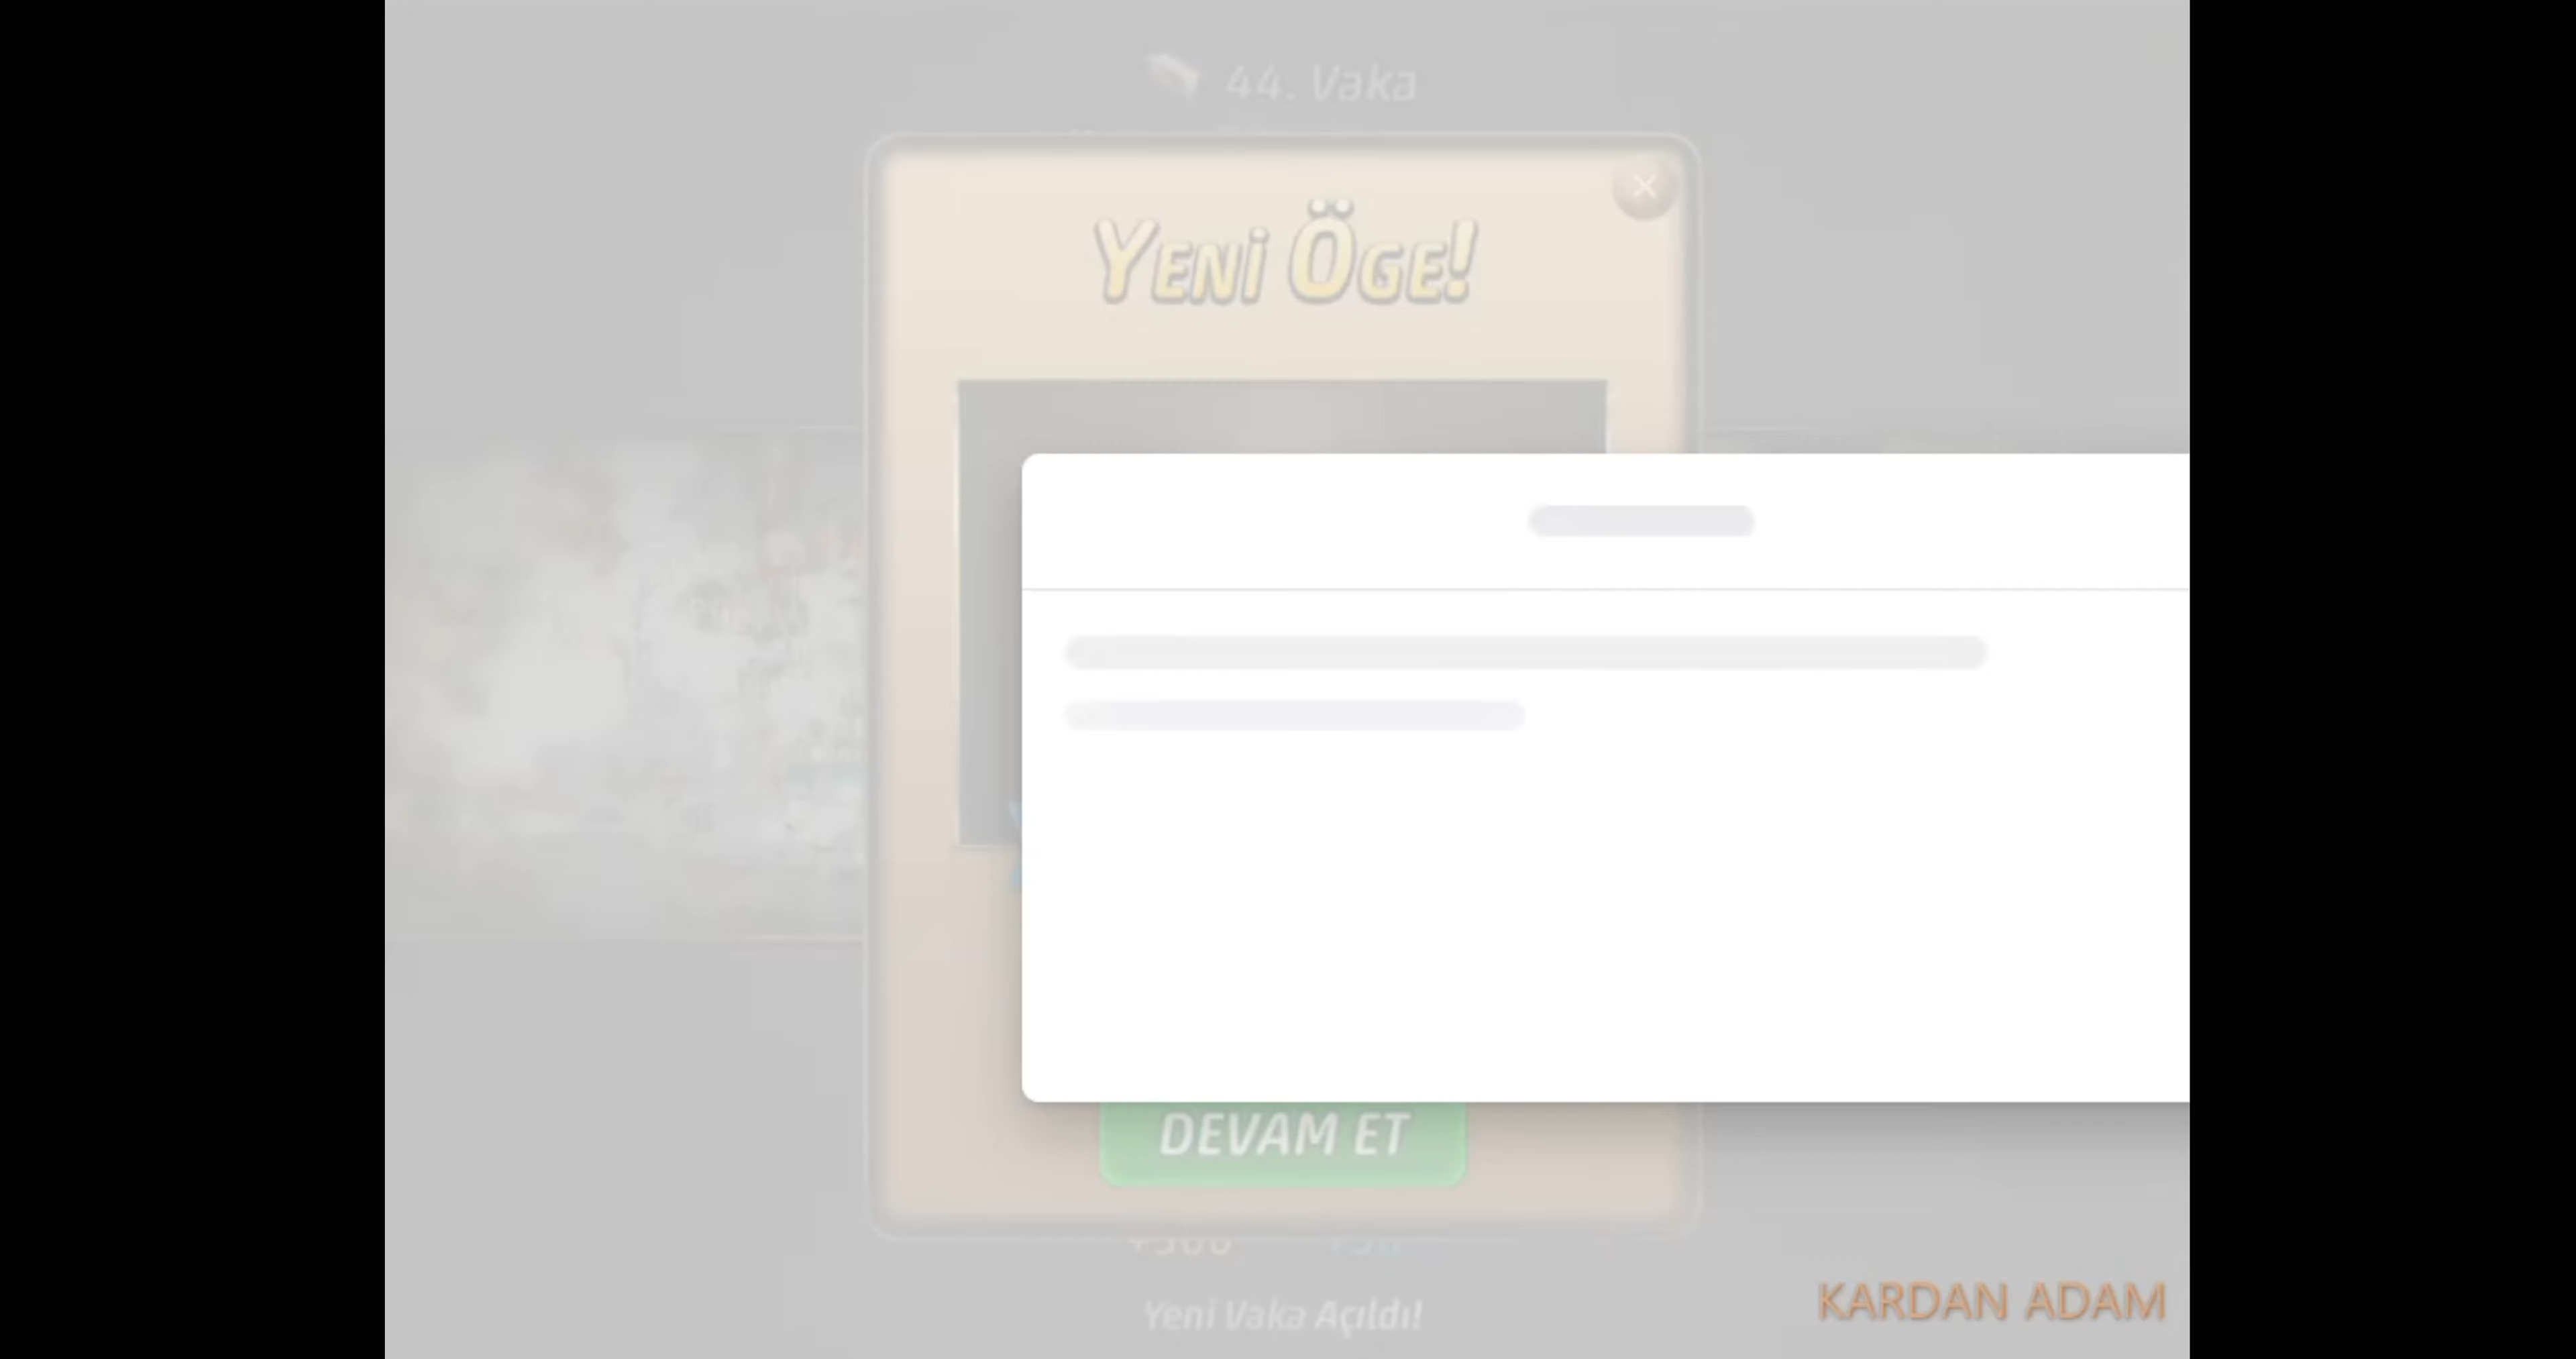 44. Vaka
YENİ ÖGE!
DEVAM ET
Yeni Vaka Açıldı!
KARDAN ADAM